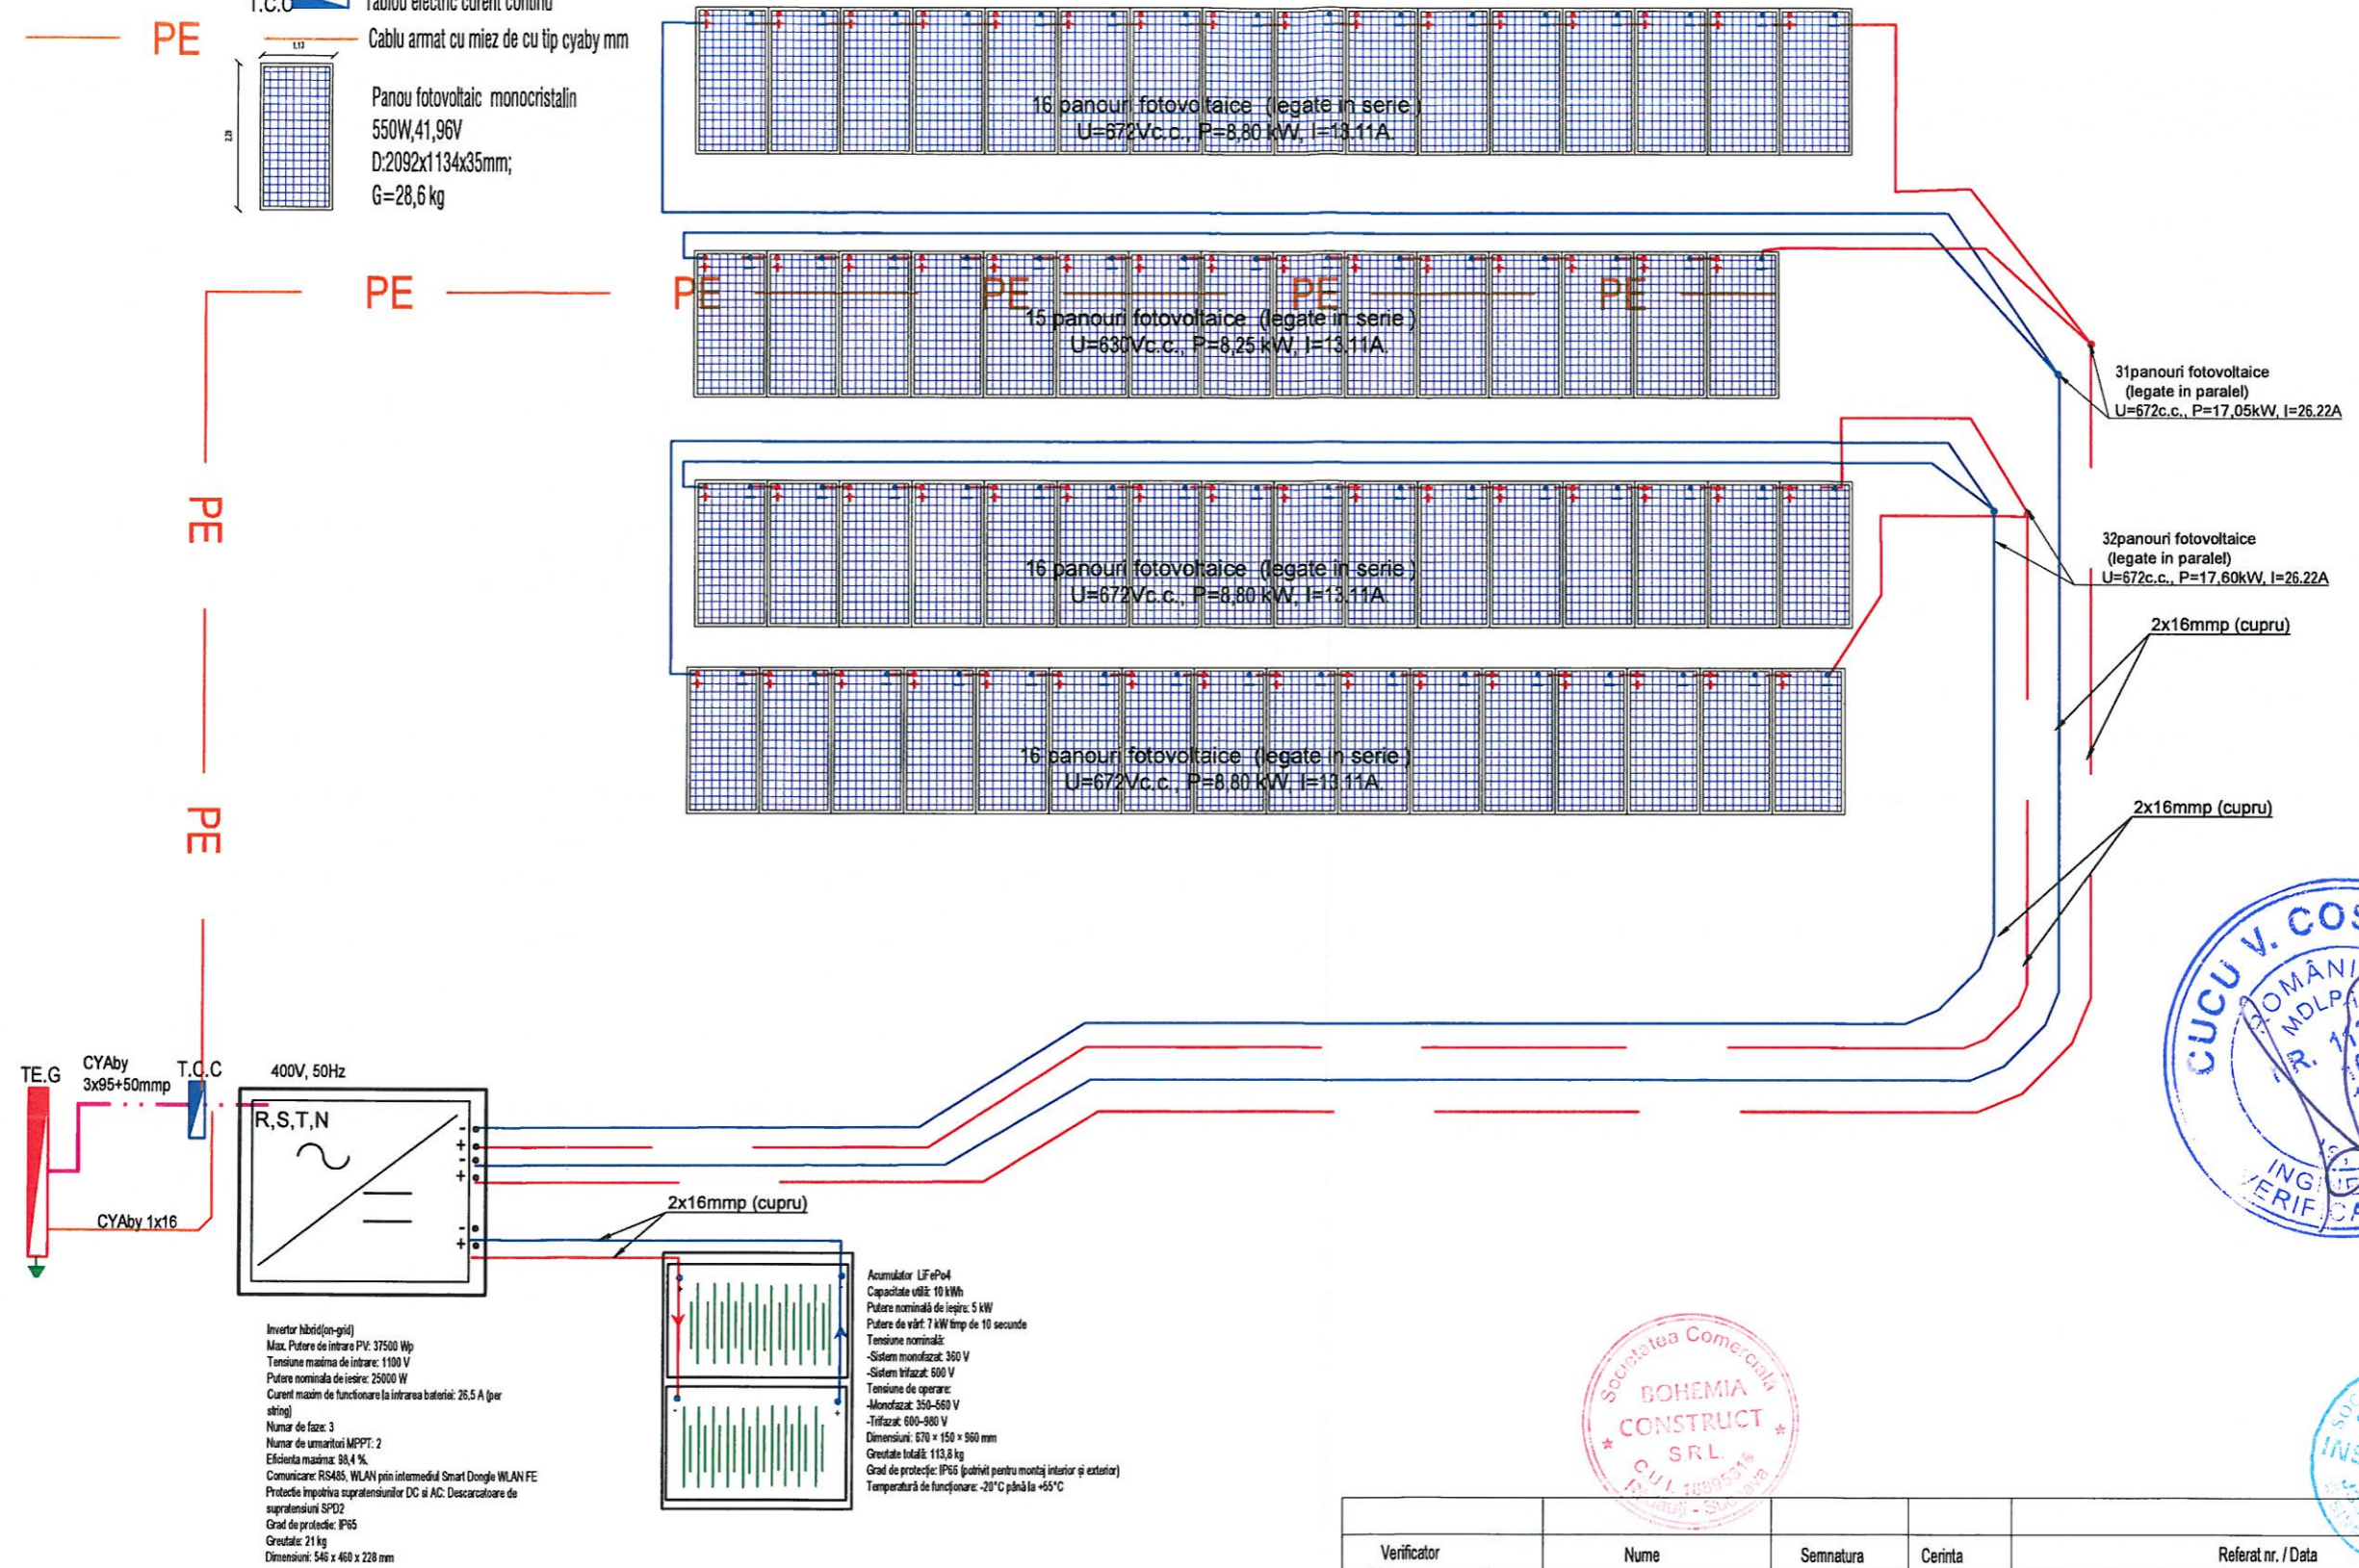 T.C.C Tablou electric curent continu
PE
Cablu armat cu miez de cu tip cyaby mm
1,13
Panou fotovoltaic monocristalin
550W,41,96V
D:2092x1134x35mm;
G=28,6 kg
16 panouri fotovoltaice (legate in serie )
U=672Vc.c., P=8,80 kW, I=13.11A.
PE PE PE PE PE
15 panouri fotovoltaice (legate in serie )
U=630Vc.c., P=8,25 kW, I=13.11A.
31panouri fotovoltaice
(legate in paralel)
U=672c.c., P=17,05kW, I=26.22A
PE
16 panouri fotovoltaice (legate in serie )
U=672Vc.c., P=8,80 kW, I=13.11A.
32panouri fotovoltaice
(legate in paralel)
U=672c.c., P=17,60kW, I=26.22A
2x16mmp (cupru)
16 panouri fotovoltaice (legate in serie )
U=672Vc.c., P=8,80 kW, I=13.11A.
PE
2x16mmp (cupru)
CUCU V.
TE.G
CYAby
3x95+50mmp
T.C.C
400V, 50Hz
R,S,T,N
-
+
-
+
-
+
CYAby 1x16
2x16mmp (cupru)
Acumulator LiFePo4
Capacitate utilă: 10 kWh
Putere nominală de ieșire: 5 kW
Putere de vârf: 7 kW timp de 10 secunde
Tensiune nominală:
-Sistem monofazat: 360 V
-Sistem trifazat: 600 V
Tensiune de operare:
-Monofazat: 350–560 V
-Trifazat: 600–980 V
Dimensiuni: 670 × 150 × 960 mm
Greutate totală: 113,8 kg
Grad de protecție: IP66 (potrivit pentru montaj interior și exterior)
Temperatură de funcționare: -20°C până la +55°C
Invertor hibrid(on-grid)
Max. Putere de intrare PV: 37500 Wp
Tensiune maxima de intrare: 1100 V
Putere nominala de iesire: 25000 W
Curent maxim de functionare la intrarea bateriei: 26,5 A (per
string)
Numar de faze: 3
Numar de urmaritori MPPT: 2
Eficienta maxima: 98,4 %.
Comunicare: RS485, WLAN prin intermediul Smart Dongle WLAN FE
Protectie impotriva supratensiunilor DC si AC: Descarcatoare de
supratensiuni SPD2
Grad de protectie: IP65
Greutate: 21 kg
Dimensiuni: 546 x 460 x 228 mm
Societatea Comercială
BOHEMIA
CONSTRUCT
S.R.L.
C.U.I.
Verificator Nume Semnatura Cerinta Referat nr. / Data